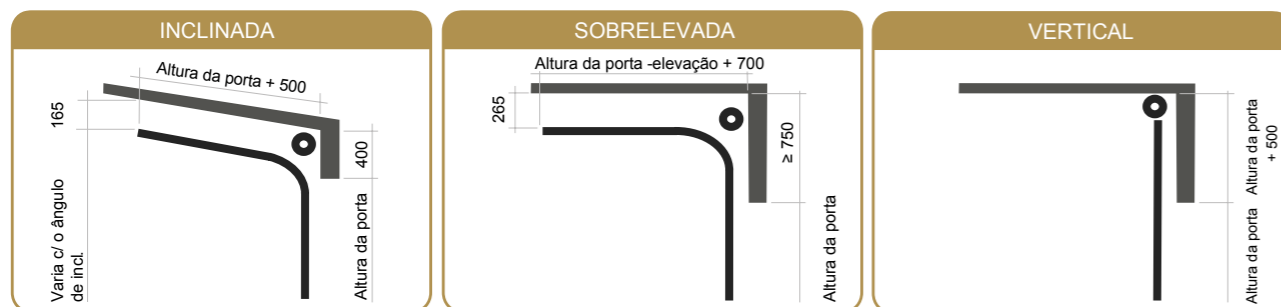 INCLINADA
Altura da porta + 500
165
400
Varia c/ o ângulo
de incl.
Altura da porta
SOBRELEVADA
Altura da porta -elevação + 700
265
≥ 750
Altura da porta
VERTICAL
Altura da porta
+ 500
Altura da porta